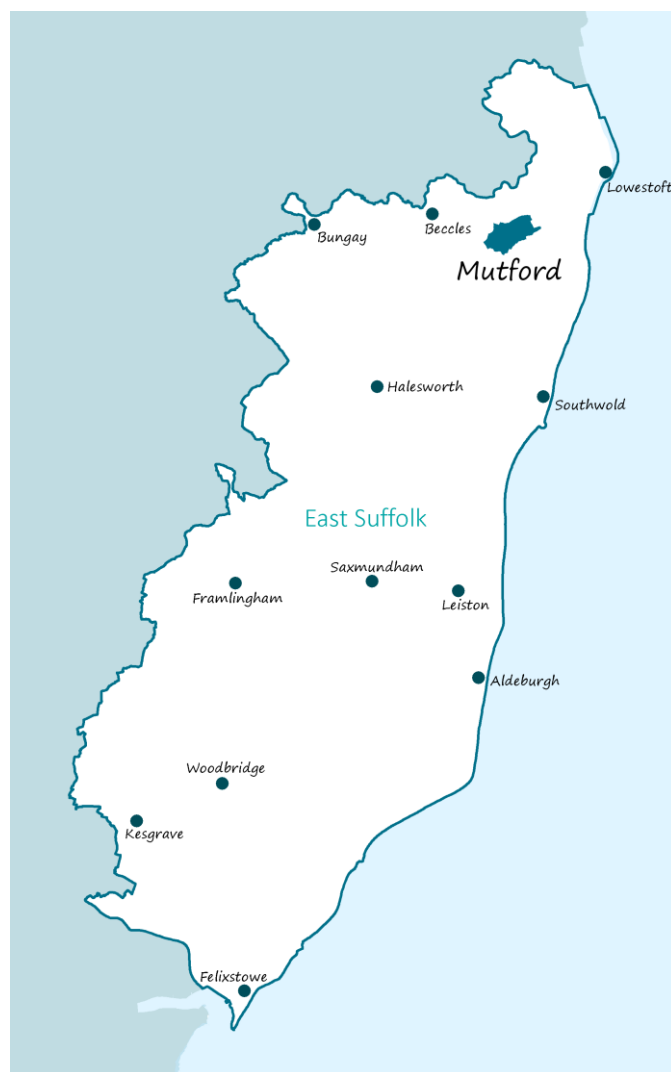 Lowestoft
Beccles
Bungay
Mutford
Halesworth
Southwold
East Suffolk
Saxmundham
Framlingham
Leiston
Aldeburgh
Woodbridge
Kesgrave
Felixstowe